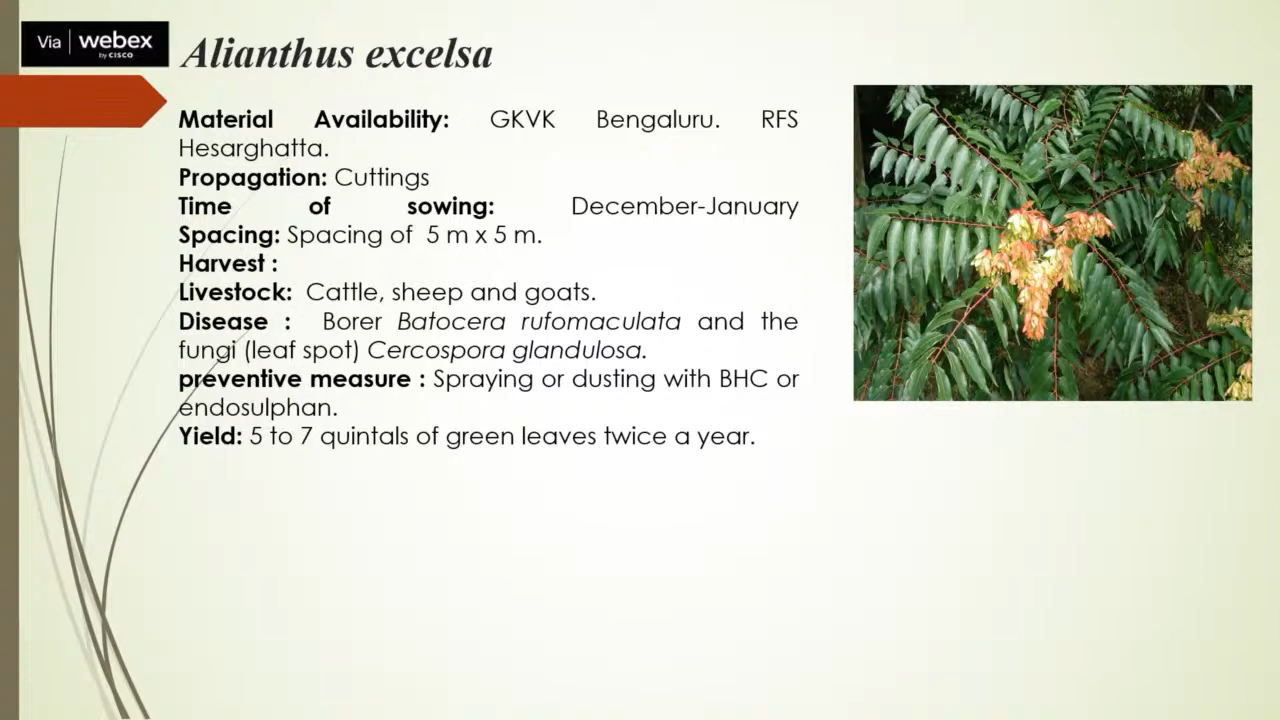 Via webex
by CISCO
Alianthus excelsa
Material Availability: GKVK Bengaluru. RFS
Hesarghatta.
Propagation: Cuttings
Time of sowing: December-January
Spacing: Spacing of 5 m x 5 m.
Harvest :
Livestock: Cattle, sheep and goats.
Disease : Borer Batocera rufomaculata and the
fungi (leaf spot) Cercospora glandulosa.
preventive measure : Spraying or dusting with BHC or
endosulphan.
Yield: 5 to 7 quintals of green leaves twice a year.